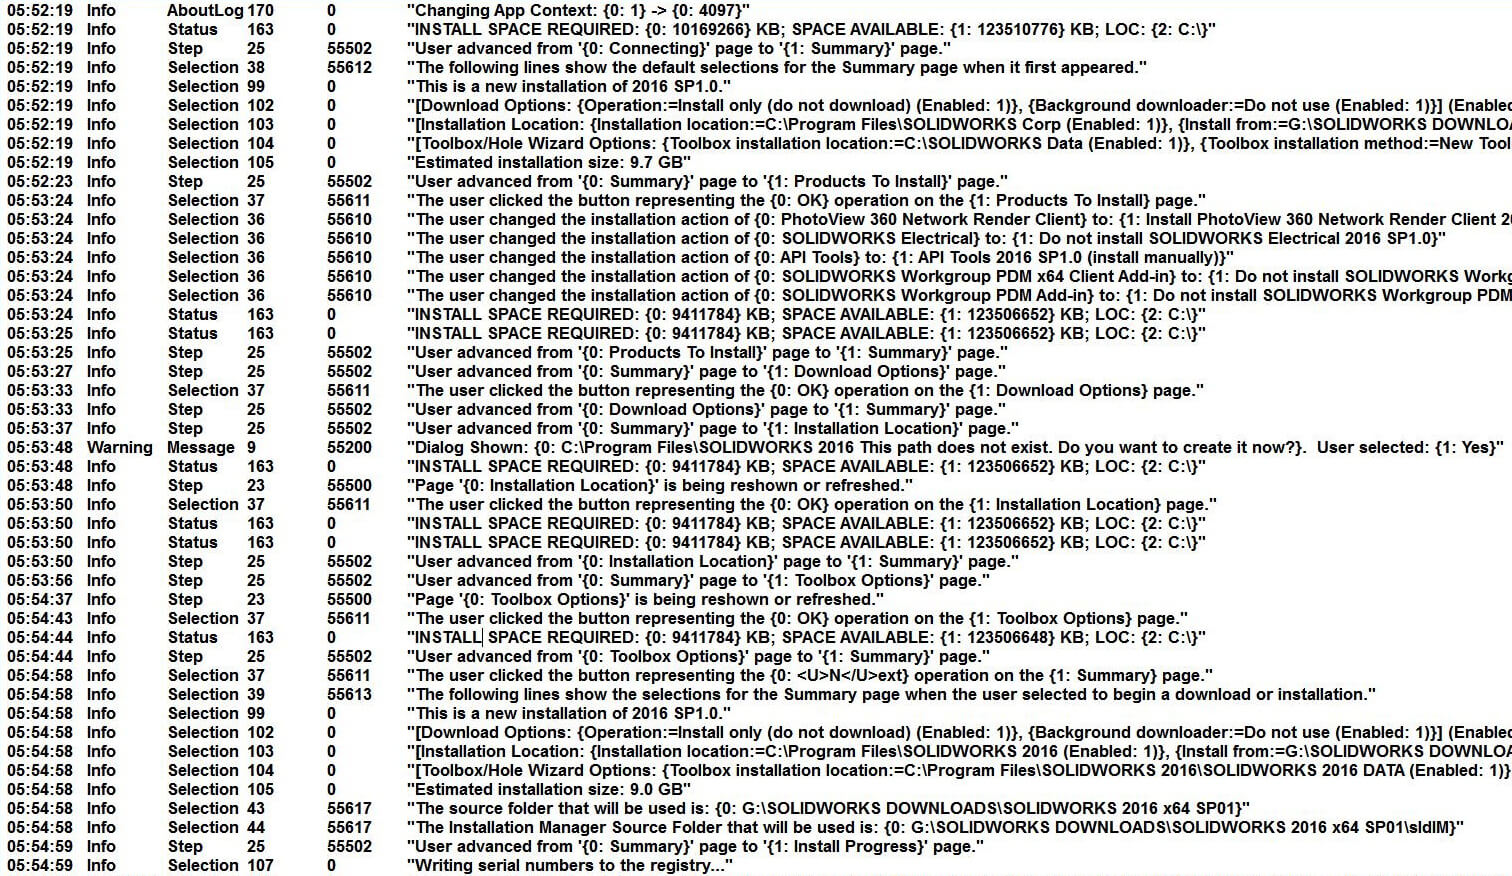 05:52:19 Info AboutLog 170 0 "Changing App Context: {0: 1} -> {0: 4097}"
05:52:19 Info Status 163 0 "INSTALL SPACE REQUIRED: {0: 10169266} KB; SPACE AVAILABLE: {1: 123510776} KB; LOC: {2: C:\}"
05:52:19 Info Step 25 55502 "User advanced from '{0: Connecting}' page to '{1: Summary}' page."
05:52:19 Info Selection 38 55612 "The following lines show the default selections for the Summary page when it first appeared."
05:52:19 Info Selection 99 0 "This is a new installation of 2016 SP1.0."
05:52:19 Info Selection 102 0 "[Download Options: {Operation:=Install only (do not download) (Enabled: 1)}, {Background downloader:=Do not use (Enabled: 1)}] (Enable
05:52:19 Info Selection 103 0 "[Installation Location: {Installation location:=C:\Program Files\SOLIDWORKS Corp (Enabled: 1)}, {Install from:=G:\SOLIDWORKS DOWNLOA
05:52:19 Info Selection 104 0 "[Toolbox/Hole Wizard Options: {Toolbox installation location:=C:\SOLIDWORKS Data (Enabled: 1)}, {Toolbox installation method:=New Tool
05:52:19 Info Selection 105 0 "Estimated installation size: 9.7 GB"
05:52:23 Info Step 25 55502 "User advanced from '{0: Summary}' page to '{1: Products To Install}' page."
05:53:24 Info Selection 37 55611 "The user clicked the button representing the {0: OK} operation on the {1: Products To Install} page."
05:53:24 Info Selection 36 55610 "The user changed the installation action of {0: PhotoView 360 Network Render Client} to: {1: Install PhotoView 360 Network Render Client 2
05:53:24 Info Selection 36 55610 "The user changed the installation action of {0: SOLIDWORKS Electrical} to: {1: Do not install SOLIDWORKS Electrical 2016 SP1.0}"
05:53:24 Info Selection 36 55610 "The user changed the installation action of {0: API Tools} to: {1: API Tools 2016 SP1.0 (install manually)}"
05:53:24 Info Selection 36 55610 "The user changed the installation action of {0: SOLIDWORKS Workgroup PDM x64 Client Add-in} to: {1: Do not install SOLIDWORKS Workg
05:53:24 Info Selection 36 55610 "The user changed the installation action of {0: SOLIDWORKS Workgroup PDM Add-in} to: {1: Do not install SOLIDWORKS Workgroup PDM
05:53:24 Info Status 163 0 "INSTALL SPACE REQUIRED: {0: 9411784} KB; SPACE AVAILABLE: {1: 123506652} KB; LOC: {2: C:\}"
05:53:25 Info Status 163 0 "INSTALL SPACE REQUIRED: {0: 9411784} KB; SPACE AVAILABLE: {1: 123506652} KB; LOC: {2: C:\}"
05:53:25 Info Step 25 55502 "User advanced from '{0: Products To Install}' page to '{1: Summary}' page."
05:53:27 Info Step 25 55502 "User advanced from '{0: Summary}' page to '{1: Download Options}' page."
05:53:33 Info Selection 37 55611 "The user clicked the button representing the {0: OK} operation on the {1: Download Options} page."
05:53:33 Info Step 25 55502 "User advanced from '{0: Download Options}' page to '{1: Summary}' page."
05:53:37 Info Step 25 55502 "User advanced from '{0: Summary}' page to '{1: Installation Location}' page."
05:53:48 Warning Message 9 55200 "Dialog Shown: {0: C:\Program Files\SOLIDWORKS 2016 This path does not exist. Do you want to create it now?}. User selected: {1: Yes}"
05:53:48 Info Status 163 0 "INSTALL SPACE REQUIRED: {0: 9411784} KB; SPACE AVAILABLE: {1: 123506652} KB; LOC: {2: C:\}"
05:53:48 Info Step 23 55500 "Page '{0: Installation Location}' is being reshown or refreshed."
05:53:50 Info Selection 37 55611 "The user clicked the button representing the {0: OK} operation on the {1: Installation Location} page."
05:53:50 Info Status 163 0 "INSTALL SPACE REQUIRED: {0: 9411784} KB; SPACE AVAILABLE: {1: 123506652} KB; LOC: {2: C:\}"
05:53:50 Info Status 163 0 "INSTALL SPACE REQUIRED: {0: 9411784} KB; SPACE AVAILABLE: {1: 123506652} KB; LOC: {2: C:\}"
05:53:50 Info Step 25 55502 "User advanced from '{0: Installation Location}' page to '{1: Summary}' page."
05:53:56 Info Step 25 55502 "User advanced from '{0: Summary}' page to '{1: Toolbox Options}' page."
05:54:37 Info Step 23 55500 "Page '{0: Toolbox Options}' is being reshown or refreshed."
05:54:43 Info Selection 37 55611 "The user clicked the button representing the {0: OK} operation on the {1: Toolbox Options} page."
05:54:44 Info Status 163 0 "INSTALL SPACE REQUIRED: {0: 9411784} KB; SPACE AVAILABLE: {1: 123506648} KB; LOC: {2: C:\}"
05:54:44 Info Step 25 55502 "User advanced from '{0: Toolbox Options}' page to '{1: Summary}' page."
05:54:58 Info Selection 37 55611 "The user clicked the button representing the {0: <U>N</U>ext} operation on the {1: Summary} page."
05:54:58 Info Selection 39 55613 "The following lines show the selections for the Summary page when the user selected to begin a download or installation."
05:54:58 Info Selection 99 0 "This is a new installation of 2016 SP1.0."
05:54:58 Info Selection 102 0 "[Download Options: {Operation:=Install only (do not download) (Enabled: 1)}, {Background downloader:=Do not use (Enabled: 1)}] (Enable
05:54:58 Info Selection 103 0 "[Installation Location: {Installation location:=C:\Program Files\SOLIDWORKS 2016 (Enabled: 1)}, {Install from:=G:\SOLIDWORKS DOWNLOA
05:54:58 Info Selection 104 0 "[Toolbox/Hole Wizard Options: {Toolbox installation location:=C:\Program Files\SOLIDWORKS 2016\SOLIDWORKS 2016 DATA (Enabled: 1)}
05:54:58 Info Selection 105 0 "Estimated installation size: 9.0 GB"
05:54:58 Info Selection 43 55617 "The source folder that will be used is: {0: G:\SOLIDWORKS DOWNLOADS\SOLIDWORKS 2016 x64 SP01}"
05:54:58 Info Selection 44 55617 "The Installation Manager Source Folder that will be used is: {0: G:\SOLIDWORKS DOWNLOADS\SOLIDWORKS 2016 x64 SP01\sldIM}"
05:54:59 Info Step 25 55502 "User advanced from '{0: Summary}' page to '{1: Install Progress}' page."
05:54:59 Info Selection 107 0 "Writing serial numbers to the registry..."